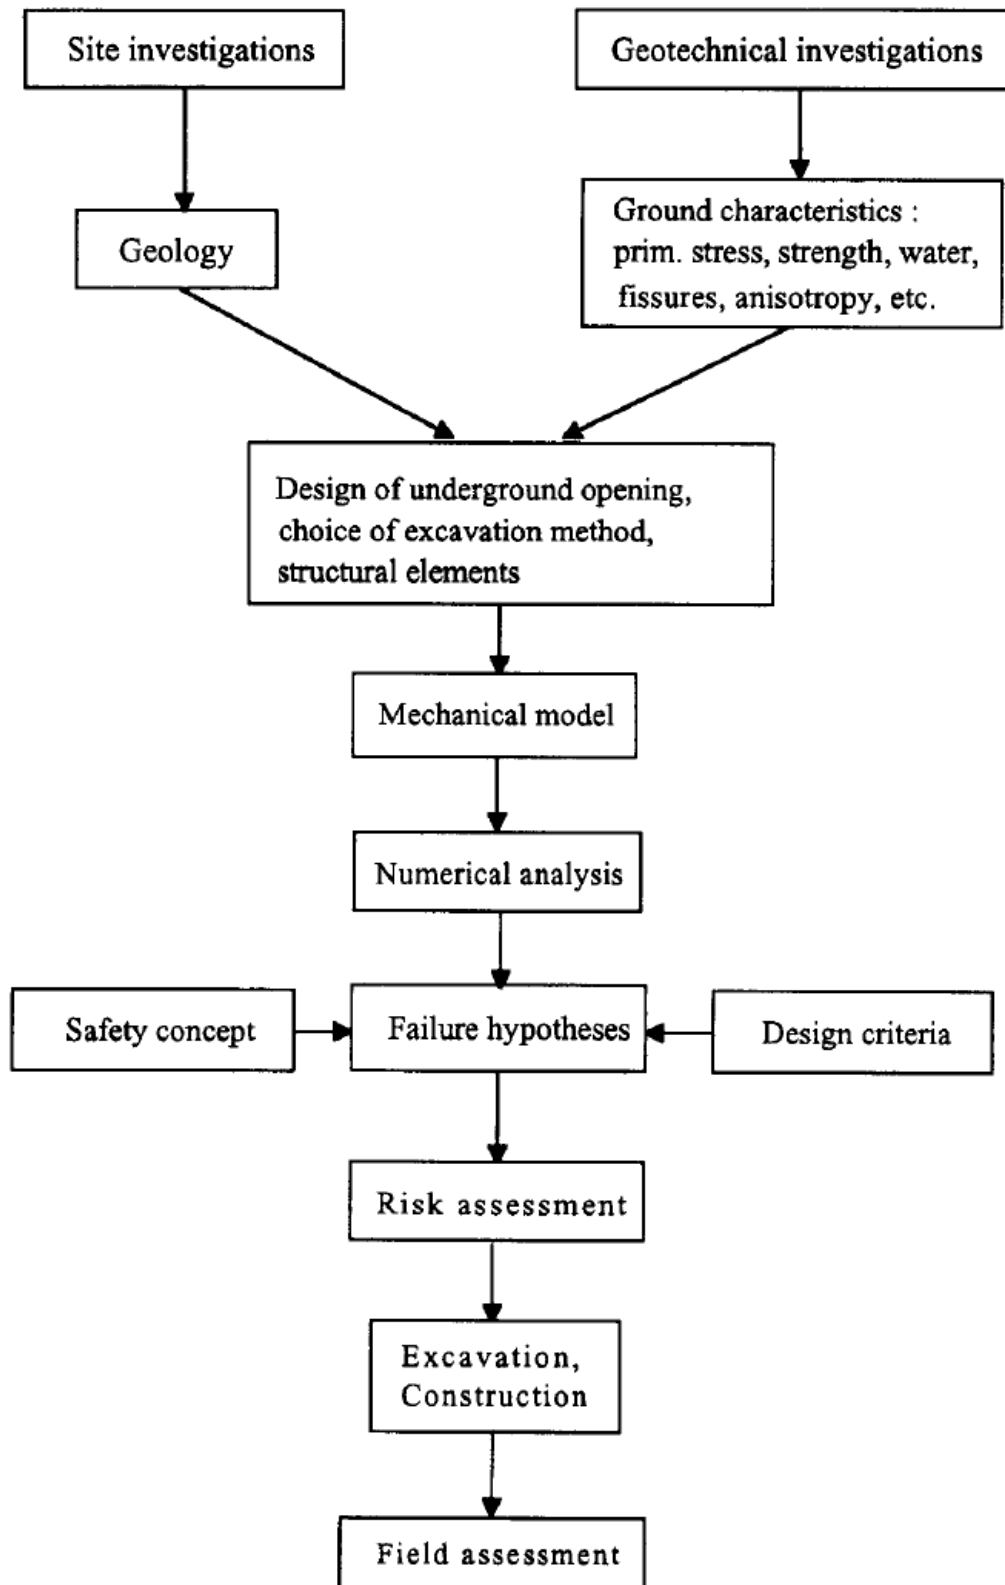 Site investigations
Geotechnical investigations
Geology
Ground characteristics :
prim. stress, strength, water,
fissures, anisotropy, etc.
Design of underground opening,
choice of excavation method,
structural elements
Mechanical model
Numerical analysis
Safety concept
Failure hypotheses
Design criteria
Risk assessment
Excavation,
Construction
Field assessment